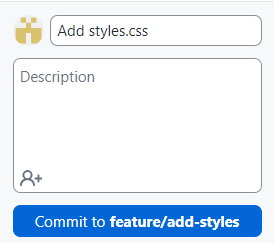 Add styles.css
Description
Commit to feature/add-styles